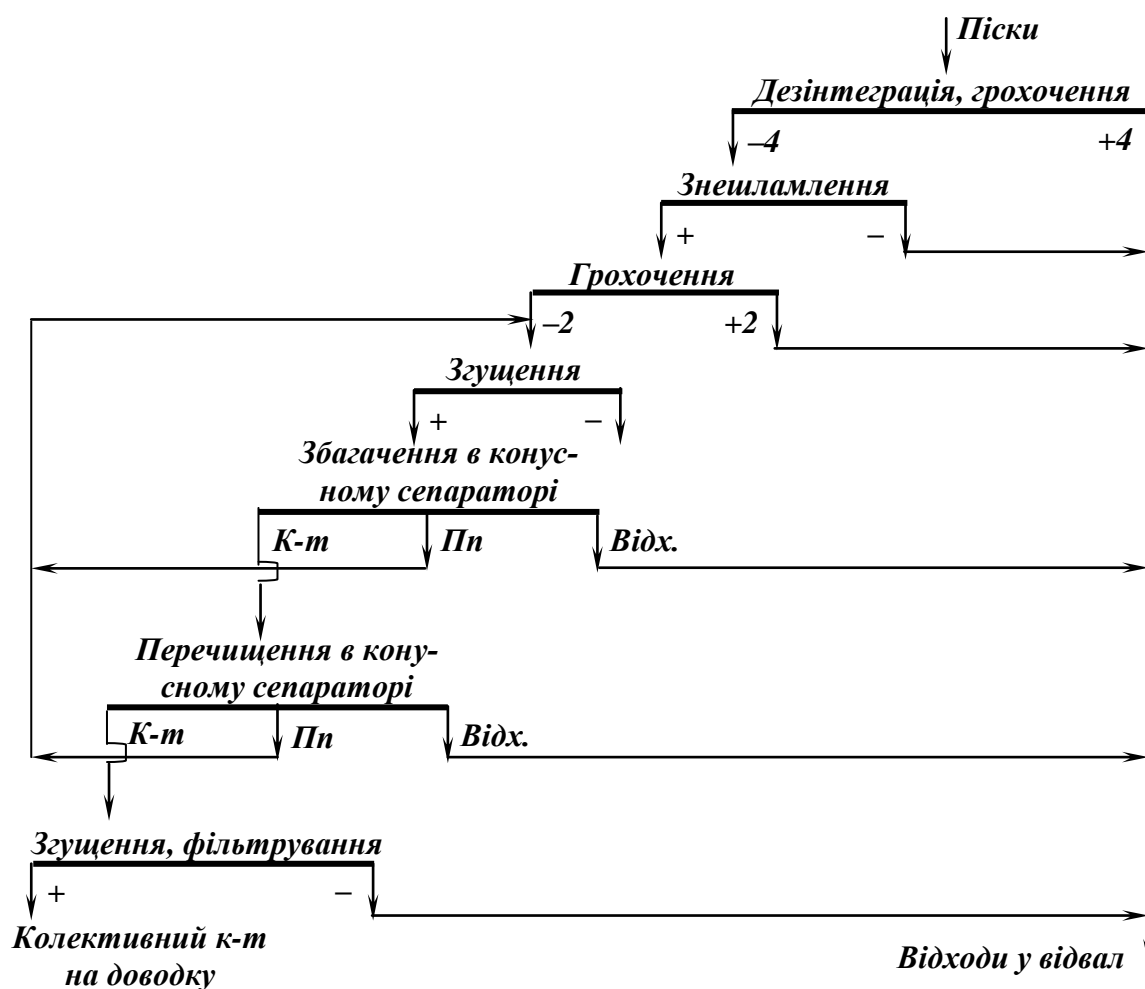 Піски
Дезінтеграція, грохочення
–4 +4
Знешламлення
+ –
Грохочення
–2 +2
Згущення
+ –
Збагачення в конус-
ному сепараторі
К-т Пп Відх.
Перечищення в кону-
сному сепараторі
К-т Пп Відх.
Згущення, фільтрування
+ –
Колективний к-т
на доводку
Відходи у відвал